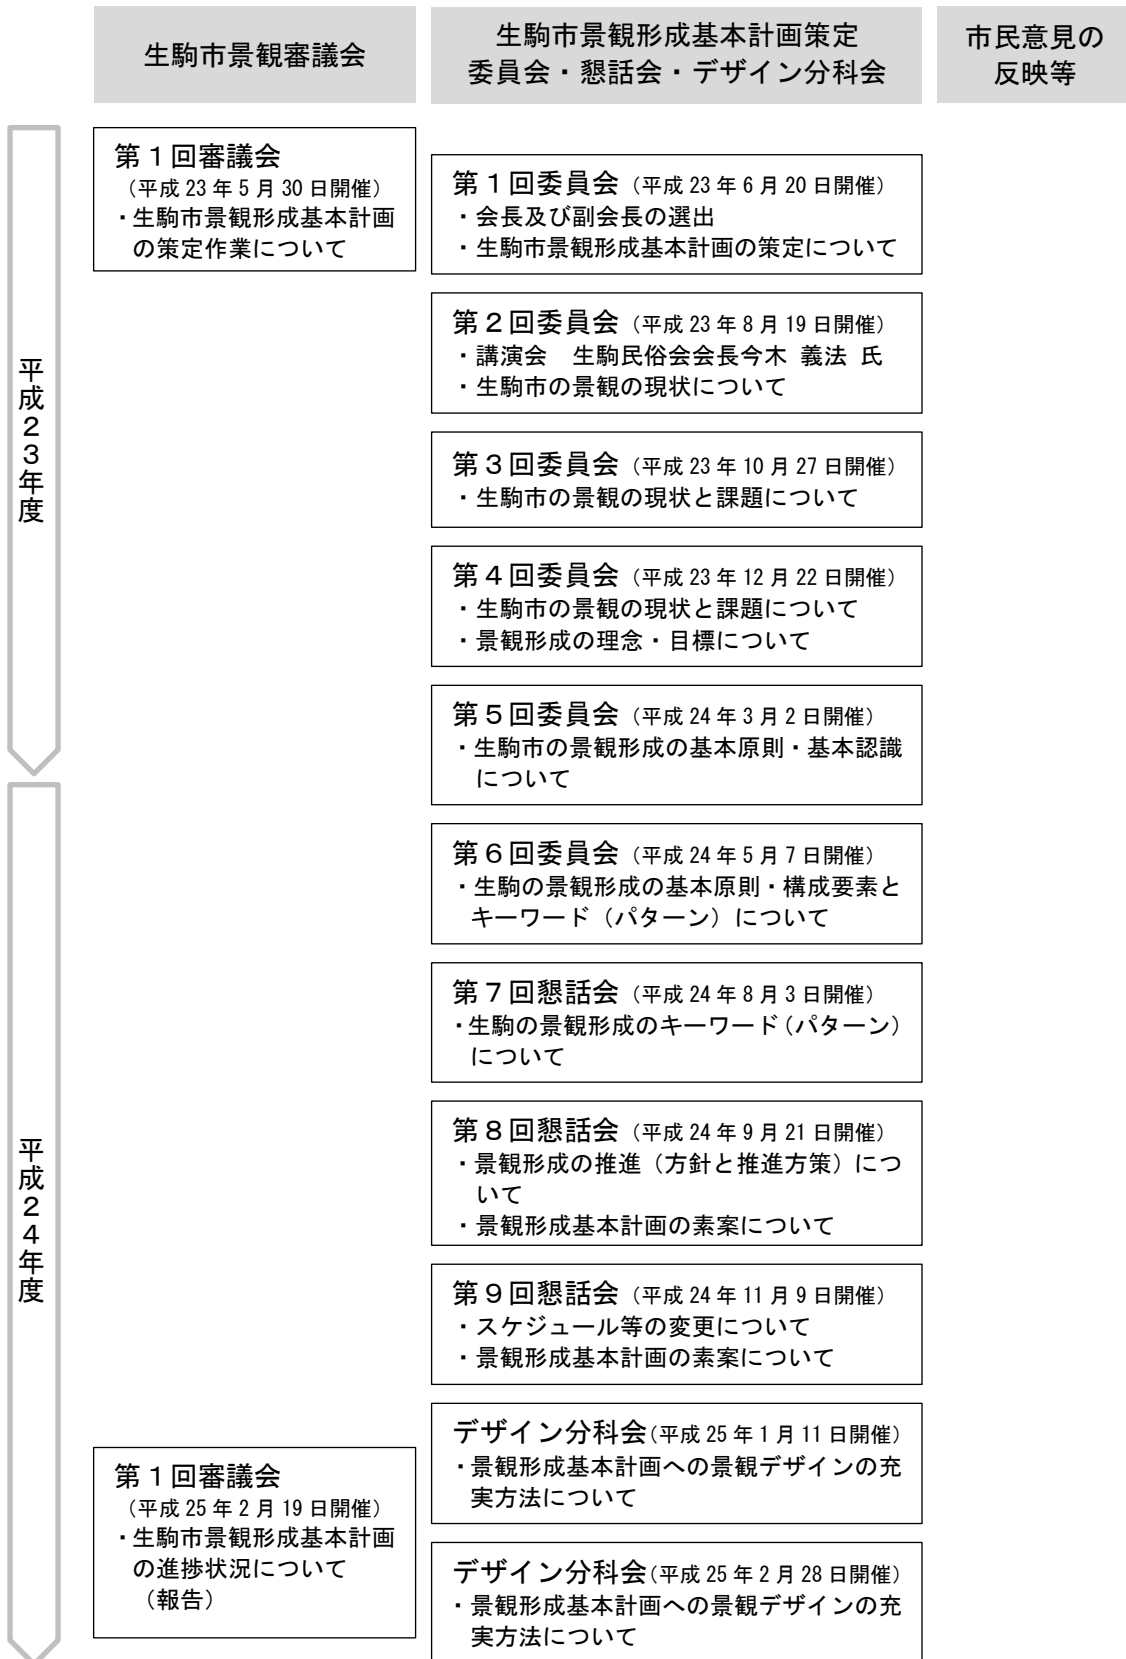 生駒市景観審議会
生駒市景観形成基本計画策定
委員会・懇話会・デザイン分科会
市民意見の
反映等
平成23年度
第1回審議会
（平成 23 年 5 月 30 日開催）
・生駒市景観形成基本計画
の策定作業について
第1回委員会（平成 23 年 6 月 20 日開催）
・会長及び副会長の選出
・生駒市景観形成基本計画の策定について
第2回委員会（平成 23 年 8 月 19 日開催）
・講演会　生駒民俗会会長今木 義法 氏
・生駒市の景観の現状について
第3回委員会（平成 23 年 10 月 27 日開催）
・生駒市の景観の現状と課題について
第4回委員会（平成 23 年 12 月 22 日開催）
・生駒市の景観の現状と課題について
・景観形成の理念・目標について
第5回委員会（平成 24 年 3 月 2 日開催）
・生駒市の景観形成の基本原則・基本認識
について
平成24年度
第6回委員会（平成 24 年 5 月 7 日開催）
・生駒の景観形成の基本原則・構成要素と
キーワード（パターン）について
第7回懇話会（平成 24 年 8 月 3 日開催）
・生駒の景観形成のキーワード（パターン）
について
第8回懇話会（平成 24 年 9 月 21 日開催）
・景観形成の推進（方針と推進方策）につ
いて
・景観形成基本計画の素案について
第9回懇話会（平成 24 年 11 月 9 日開催）
・スケジュール等の変更について
・景観形成基本計画の素案について
デザイン分科会（平成 25 年 1 月 11 日開催）
・景観形成基本計画への景観デザインの充
実方法について
第1回審議会
（平成 25 年 2 月 19 日開催）
・生駒市景観形成基本計画
の進捗状況について
（報告）
デザイン分科会（平成 25 年 2 月 28 日開催）
・景観形成基本計画への景観デザインの充
実方法について